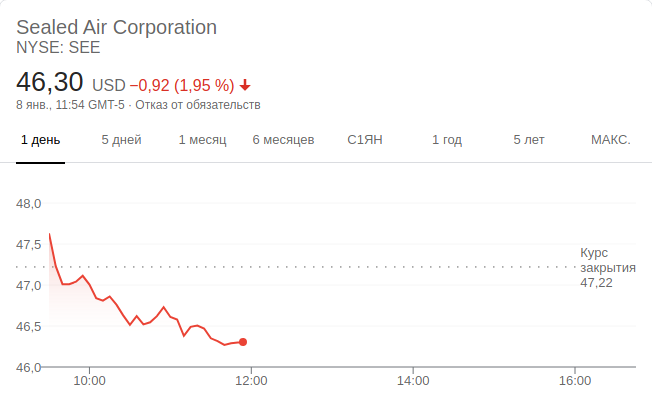 Sealed Air Corporation
NYSE: SEE
46,30 USD −0,92 (1,95 %)
8 янв., 11:54 GMT-5 · Отказ от обязательств
1 день 5 дней 1 месяц 6 месяцев С1ЯН 1 год 5 лет МАКС.
48,0
47,5
47,0
46,5
46,0
Курс
закрытия
47,22
10:00 12:00 14:00 16:00